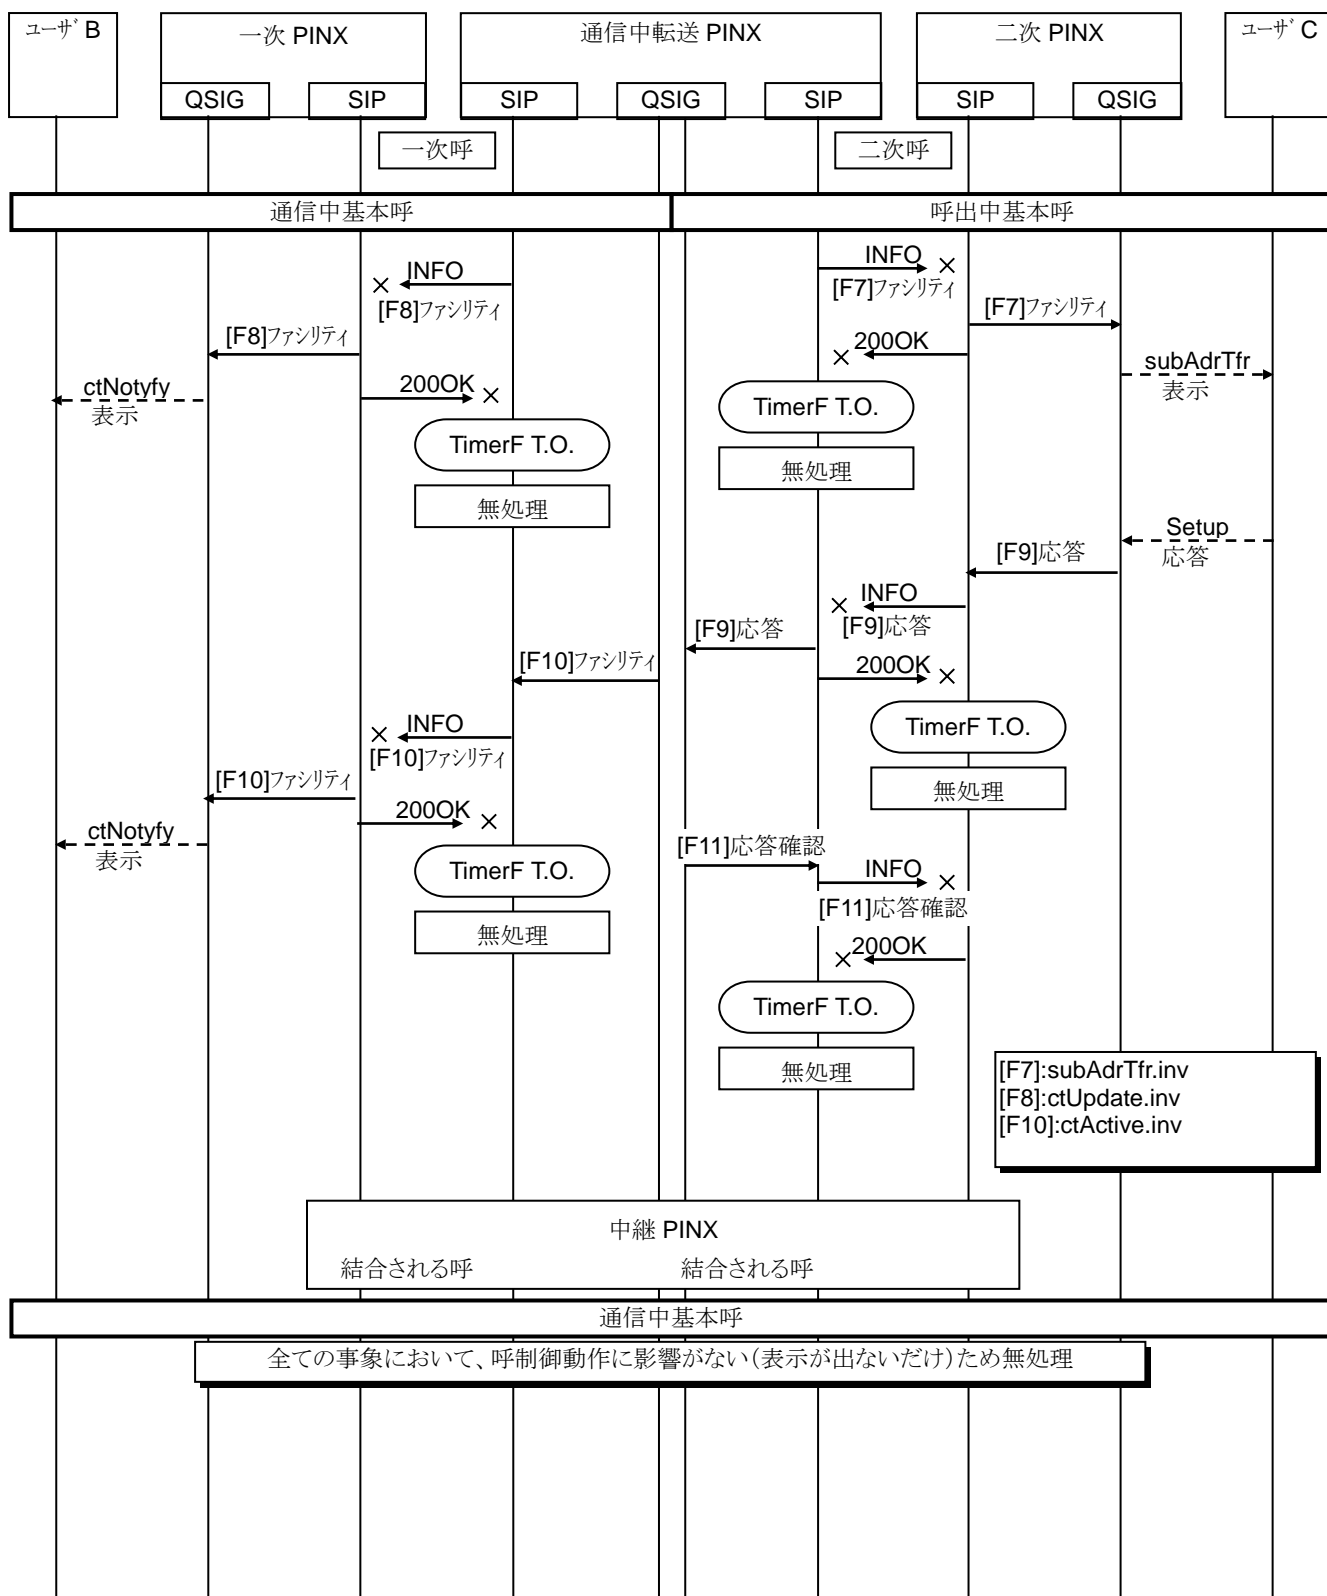 ユーザ B
一次 PINX
通信中転送 PINX
二次 PINX
ユーザ C
QSIG
SIP
SIP
QSIG
SIP
SIP
QSIG
一次呼
二次呼
通信中基本呼
呼出中基本呼
INFO
[F7]ファシリティ
INFO
[F8]ファシリティ
[F7]ファシリティ
[F8]ファシリティ
200OK
subAdrTfr
表示
ctNotyfy
表示
200OK
TimerF T.O.
TimerF T.O.
無処理
無処理
Setup
応答
[F9]応答
INFO
[F9]応答
[F9]応答
[F10]ファシリティ
200OK
INFO
[F10]ファシリティ
TimerF T.O.
[F10]ファシリティ
無処理
200OK
ctNotyfy
表示
[F11]応答確認
TimerF T.O.
INFO
[F11]応答確認
無処理
200OK
TimerF T.O.
無処理
[F7]:subAdrTfr.inv
[F8]:ctUpdate.inv
[F10]:ctActive.inv
中継 PINX
結合される呼
結合される呼
通信中基本呼
全ての事象において、呼制御動作に影響がない(表示が出ないだけ)ため無処理